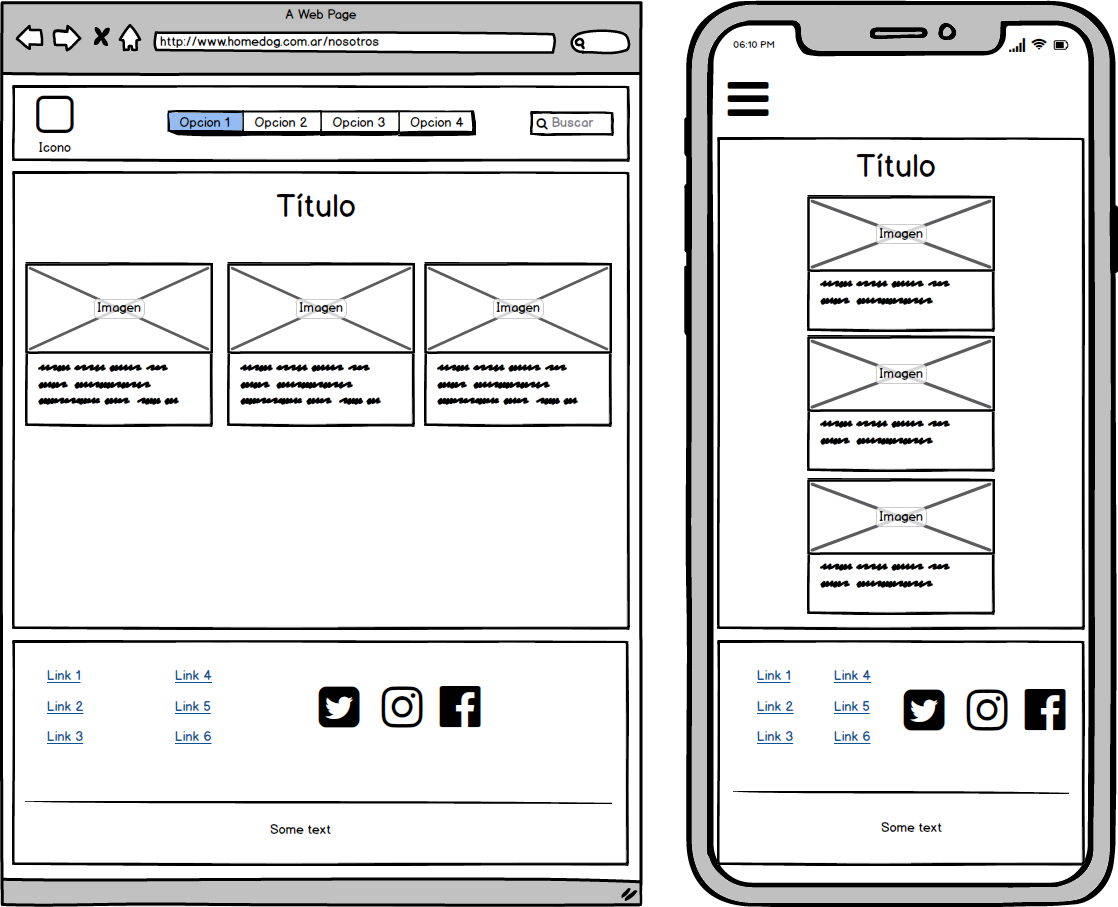 A Web Page
http://www.homedog.com.ar/nosotros
Icono
Opcion 1 Opcion 2 Opcion 3 Opcion 4
Buscar
Título
Imagen Imagen Imagen
Link 1 Link 4
Link 2 Link 5
Link 3 Link 6
Some text
06:10 PM
Título
Imagen
Imagen
Imagen
Link 1 Link 4
Link 2 Link 5
Link 3 Link 6
Some text